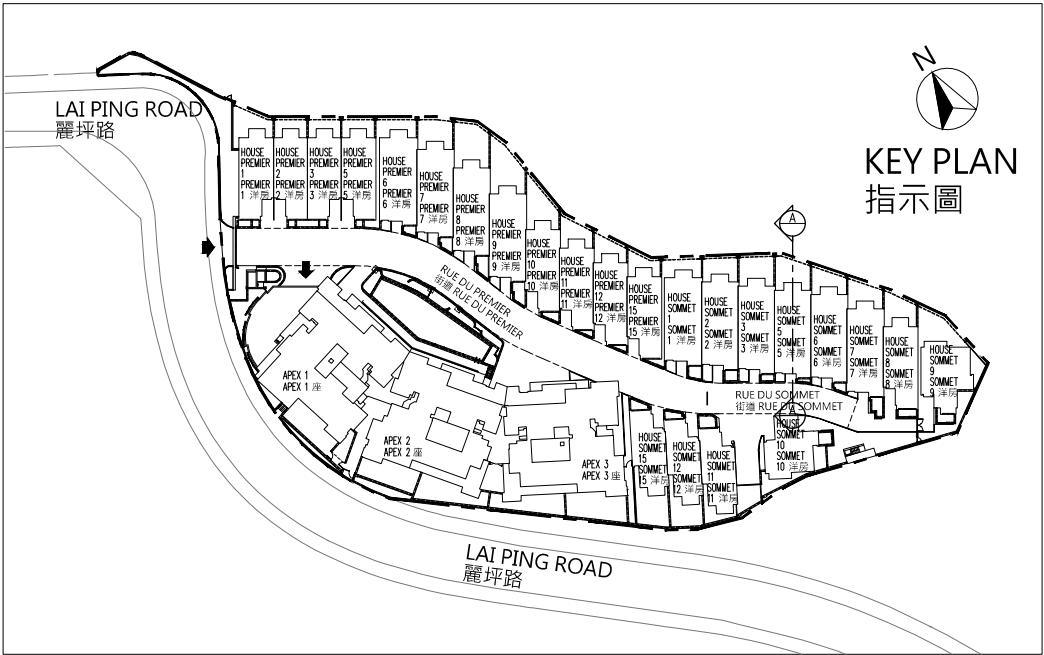 N
KEY PLAN
指示圖
LAI PING ROAD
麗坪路
HOUSE
PREMIER
1
PREMIER
1 洋房
HOUSE
PREMIER
2
PREMIER
2 洋房
HOUSE
PREMIER
3
PREMIER
3 洋房
HOUSE
PREMIER
5
PREMIER
5 洋房
HOUSE
PREMIER
6
PREMIER
6 洋房
HOUSE
PREMIER
7
PREMIER
7 洋房
HOUSE
PREMIER
8
PREMIER
8 洋房
HOUSE
PREMIER
9
PREMIER
9 洋房
HOUSE
PREMIER
10
PREMIER
10 洋房
HOUSE
PREMIER
11
PREMIER
11 洋房
HOUSE
PREMIER
12
PREMIER
12 洋房
HOUSE
PREMIER
15
PREMIER
15 洋房
HOUSE
SOMMET
1
SOMMET
1 洋房
HOUSE
SOMMET
2
SOMMET
2 洋房
HOUSE
SOMMET
3
SOMMET
3 洋房
A
HOUSE
SOMMET
5
SOMMET
5 洋房
HOUSE
SOMMET
6
SOMMET
6 洋房
HOUSE
SOMMET
7
SOMMET
7 洋房
HOUSE
SOMMET
8
SOMMET
8 洋房
HOUSE
SOMMET
9
SOMMET
9 洋房
RUE DU PREMIER
街道 RUE DU PREMIER
RUE DU SOMMET
街道 RUE DU SOMMET
A
APEX 1
APEX 1 座
APEX 2
APEX 2 座
APEX 3
APEX 3 座
HOUSE
SOMMET
15
SOMMET
15 洋房
HOUSE
SOMMET
12
SOMMET
12 洋房
HOUSE
SOMMET
11
SOMMET
11 洋房
HOUSE
SOMMET
10
SOMMET
10 洋房
LAI PING ROAD
麗坪路